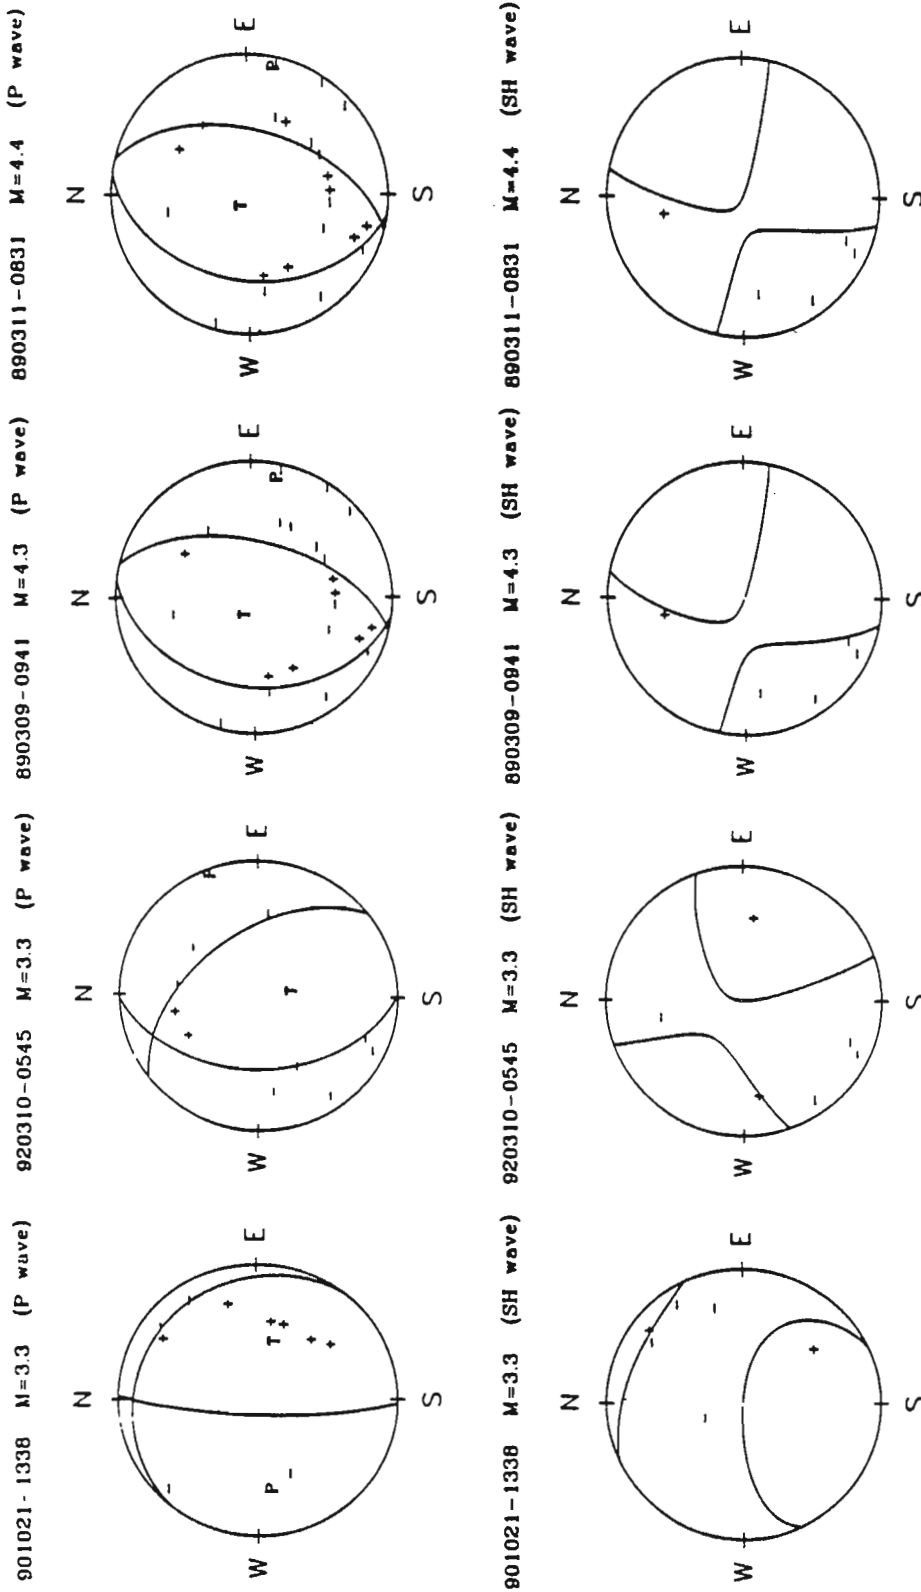 890311-0831 M=4.4 (P wave)
N
E
S
W
P
T
890311-0831 M=4.4 (SH wave)
N
E
S
W
890309-0941 M=4.3 (P wave)
N
E
S
W
P
T
890309-0941 M=4.3 (SH wave)
N
E
S
W
920310-0545 M=3.3 (P wave)
N
E
S
W
P
T
920310-0545 M=3.3 (SH wave)
N
E
S
W
901021-1338 M=3.3 (P wave)
N
E
S
W
P
T
901021-1338 M=3.3 (SH wave)
N
E
S
W